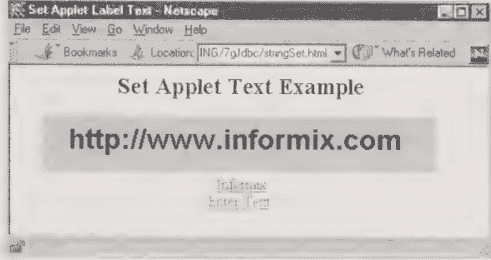 Set Applet Label Text - Netscape
File Edit View Go Window Help
Bookmarks Location: ING/7gJdbc/stringSet.html What's Related
Set Applet Text Example
http://www.informix.com
Informix
Enter Text